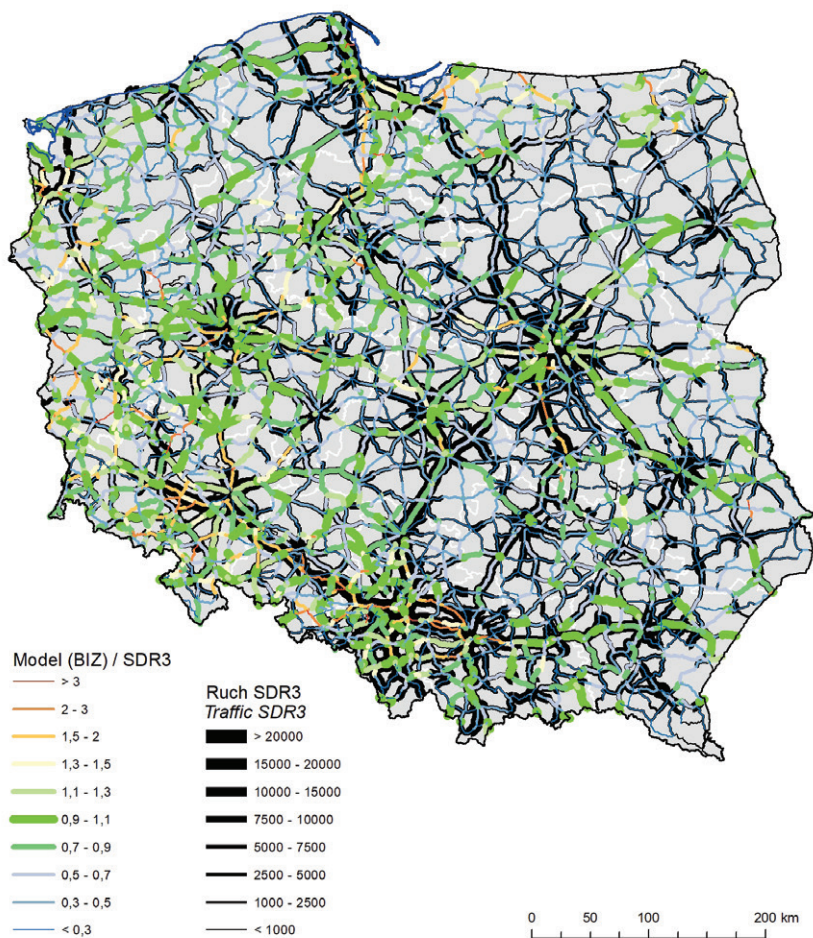 Model (BIZ) / SDR3
> 3
2 - 3
1,5 - 2
1,3 - 1,5
1,1 - 1,3
0,9 - 1,1
0,7 - 0,9
0,5 - 0,7
0,3 - 0,5
< 0,3
Ruch SDR3
Traffic SDR3
> 20000
15000 - 20000
10000 - 15000
7500 - 10000
5000 - 7500
2500 - 5000
1000 - 2500
< 1000
0 50 100 200 km